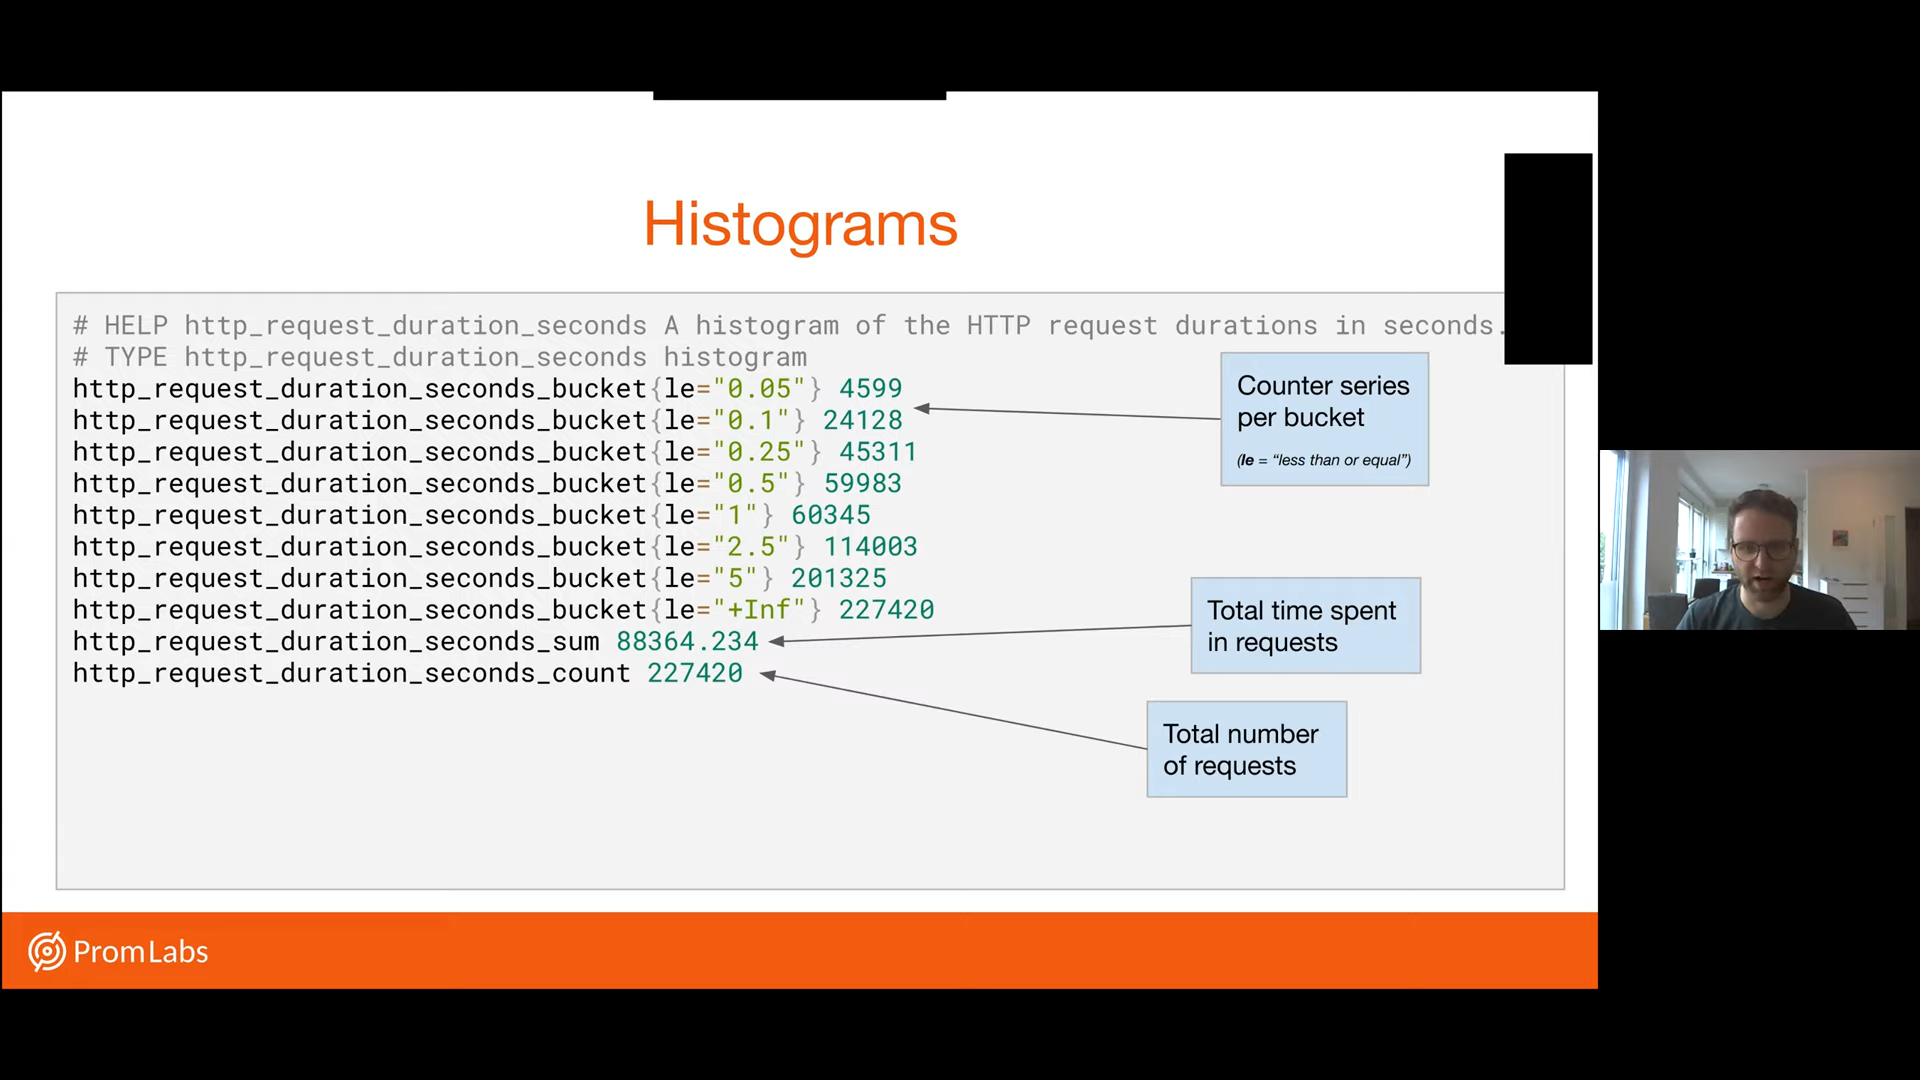 Histograms
# HELP http_request_duration_seconds A histogram of the HTTP request durations in seconds.
# TYPE http_request_duration_seconds histogram
http_request_duration_seconds_bucket{le="0.05"} 4599
http_request_duration_seconds_bucket{le="0.1"} 24128
http_request_duration_seconds_bucket{le="0.25"} 45311
http_request_duration_seconds_bucket{le="0.5"} 59983
http_request_duration_seconds_bucket{le="1"} 60345
http_request_duration_seconds_bucket{le="2.5"} 114003
http_request_duration_seconds_bucket{le="5"} 201325
http_request_duration_seconds_bucket{le="+Inf"} 227420
http_request_duration_seconds_sum 88364.234
http_request_duration_seconds_count 227420
Counter series
per bucket
(le = “less than or equal”)
Total time spent
in requests
Total number
of requests
PromLabs